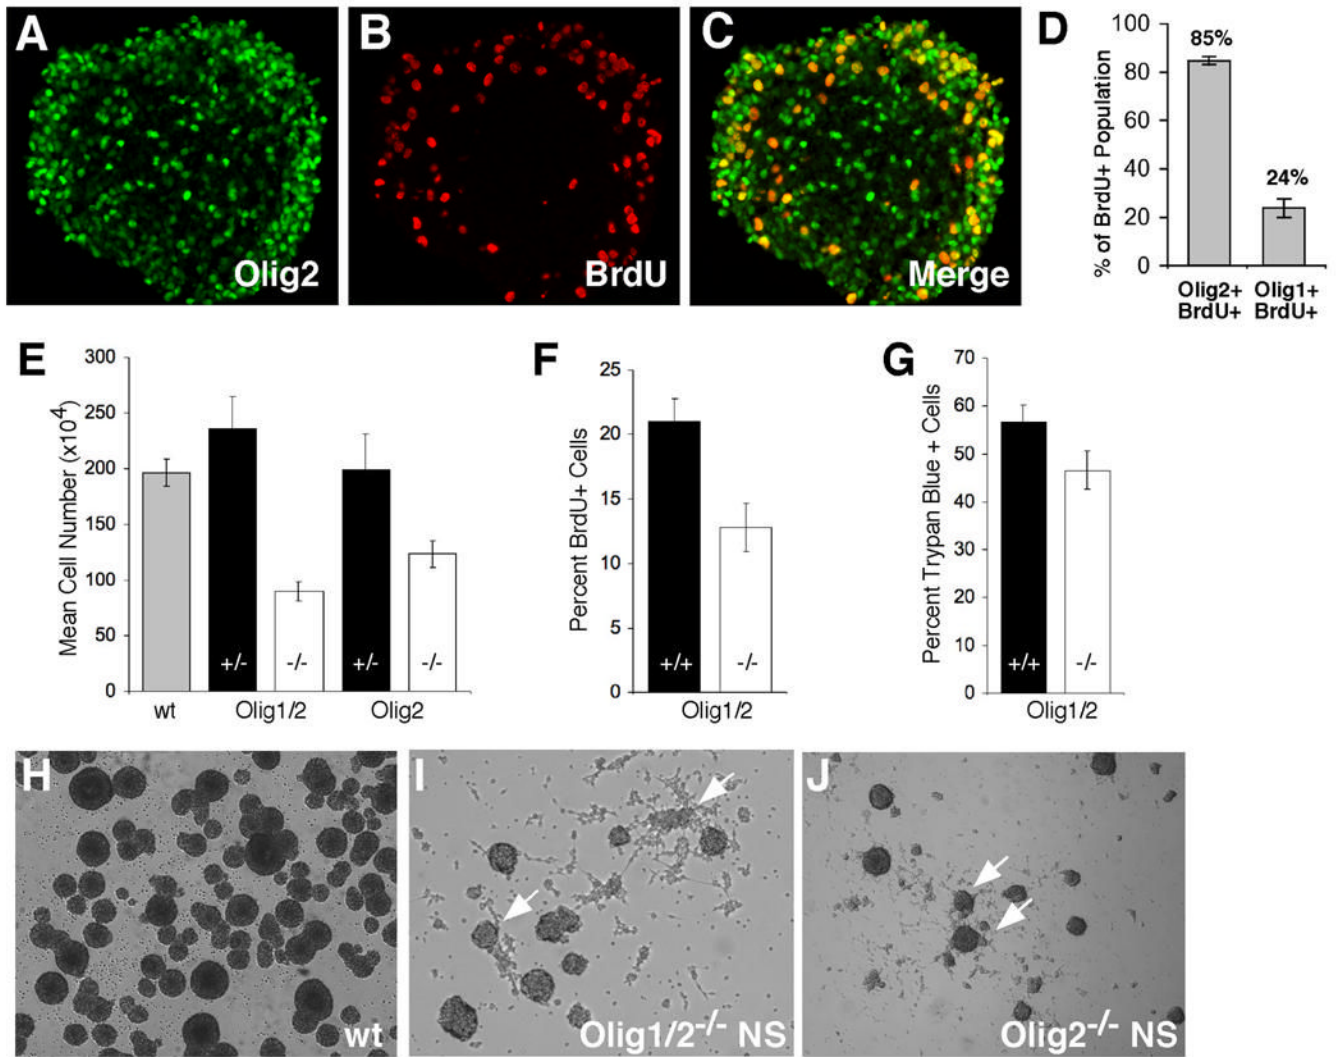 A
Olig2
B
BrdU
C
Merge
D
% of BrdU+ Population
100
80
60
40
20
0
85%
24%
Olig2+
BrdU+
Olig1+
BrdU+
E
Mean Cell Number (x10⁴)
300
250
200
150
100
50
0
+/-
-/-
+/-
-/-
wt
Olig1/2
Olig2
F
Percent BrdU+ Cells
25
20
15
10
5
0
+/+
-/-
Olig1/2
G
Percent Trypan Blue + Cells
70
60
50
40
30
20
10
0
+/+
-/-
Olig1/2
H
wt
I
Olig1/2⁻/⁻ NS
J
Olig2⁻/⁻ NS